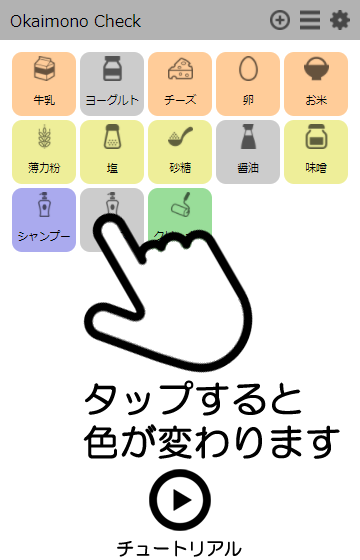 Okaimono Check
牛乳 ヨーグルト チーズ 卵 お米
薄力粉 塩 砂糖 醤油 味噌
シャンプー
タップすると
色が変わります
チュートリアル